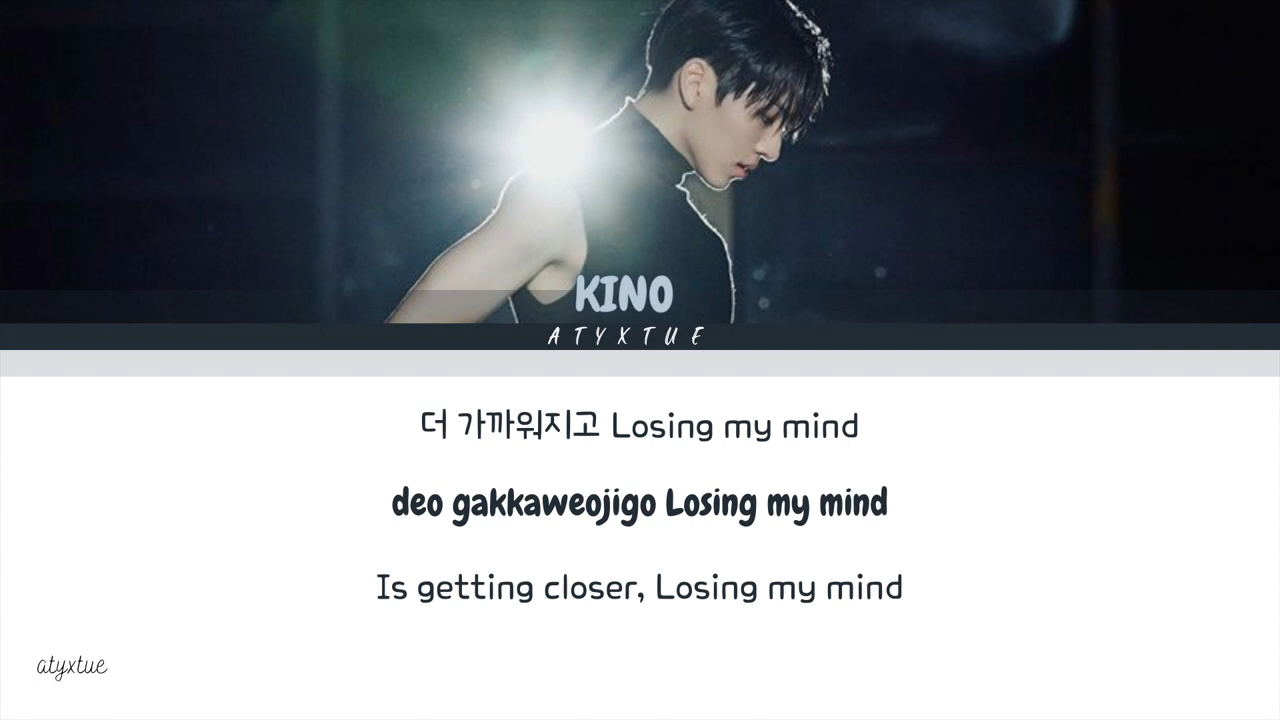 KINO
ATYXTUE
더 가까워지고 Losing my mind
deo gakkaweojigo Losing my mind
Is getting closer, Losing my mind
atyxtue